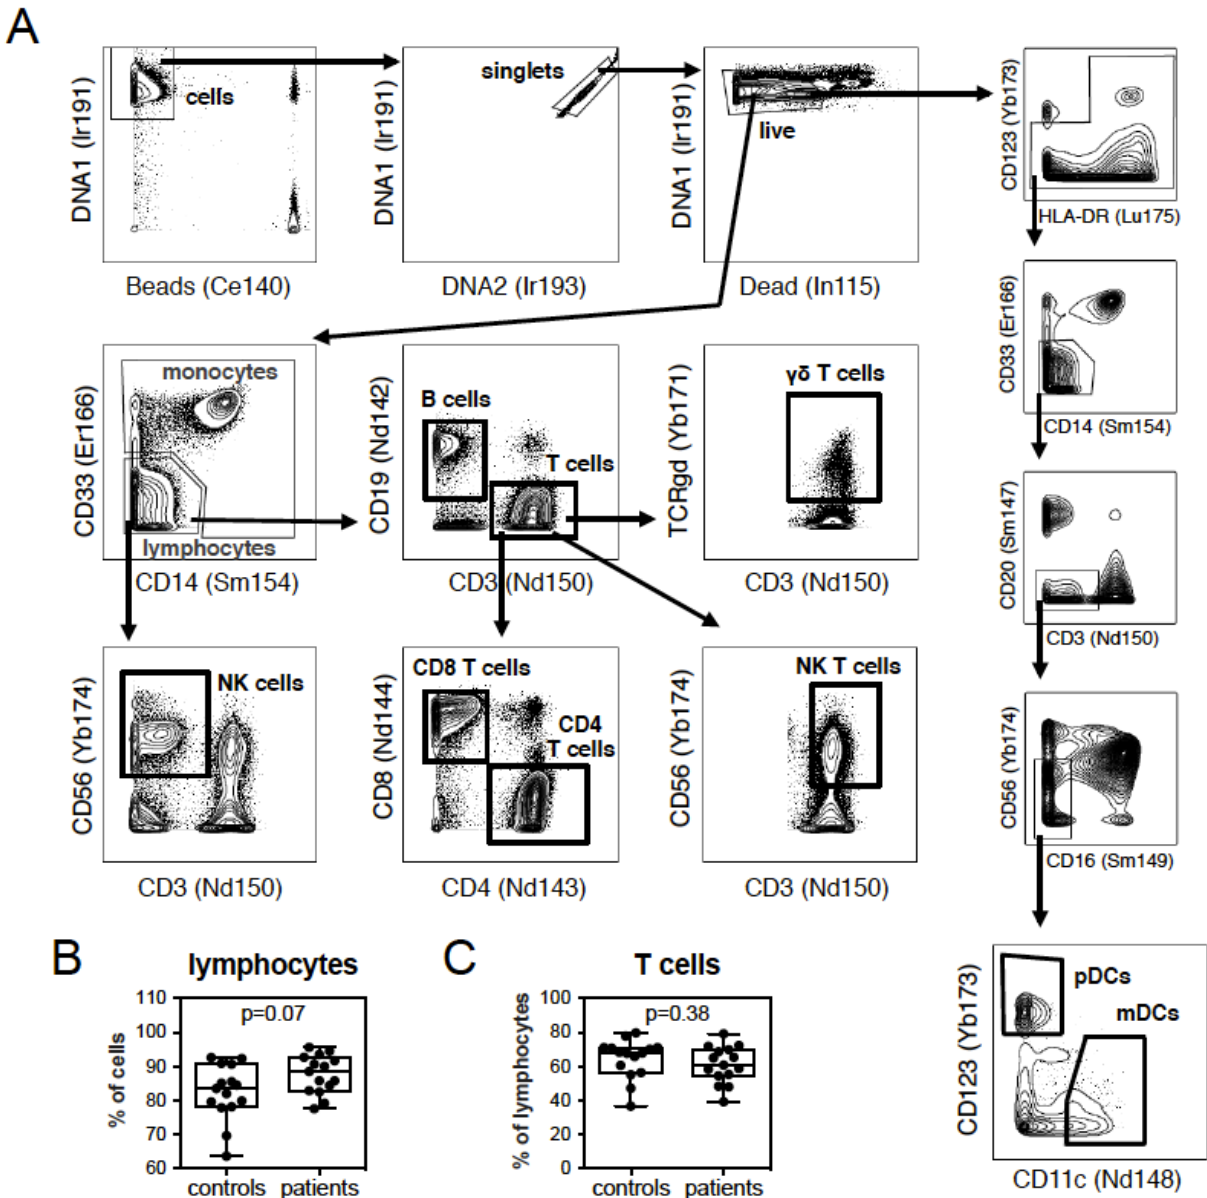 A
DNA1 (Ir191)
cells
Beads (Ce140)
DNA1 (Ir191)
singlets
DNA2 (Ir193)
DNA1 (Ir191)
live
Dead (In115)
CD123 (Yb173)
HLA-DR (Lu175)
CD33 (Er166)
CD14 (Sm154)
CD33 (Er166)
monocytes
lymphocytes
CD14 (Sm154)
CD19 (Nd142)
B cells
T cells
CD3 (Nd150)
TCRgd (Yb171)
γδ T cells
CD3 (Nd150)
CD20 (Sm147)
CD3 (Nd150)
CD56 (Yb174)
NK cells
CD3 (Nd150)
CD8 (Nd144)
CD8 T cells
CD4
T cells
CD4 (Nd143)
CD56 (Yb174)
NK T cells
CD3 (Nd150)
CD56 (Yb174)
CD16 (Sm149)
CD123 (Yb173)
pDCs
mDCs
CD11c (Nd148)
B
lymphocytes
% of cells
110
100
90
80
70
60
p=0.07
controls patients
C
T cells
% of lymphocytes
100
80
60
40
20
0
p=0.38
controls patients